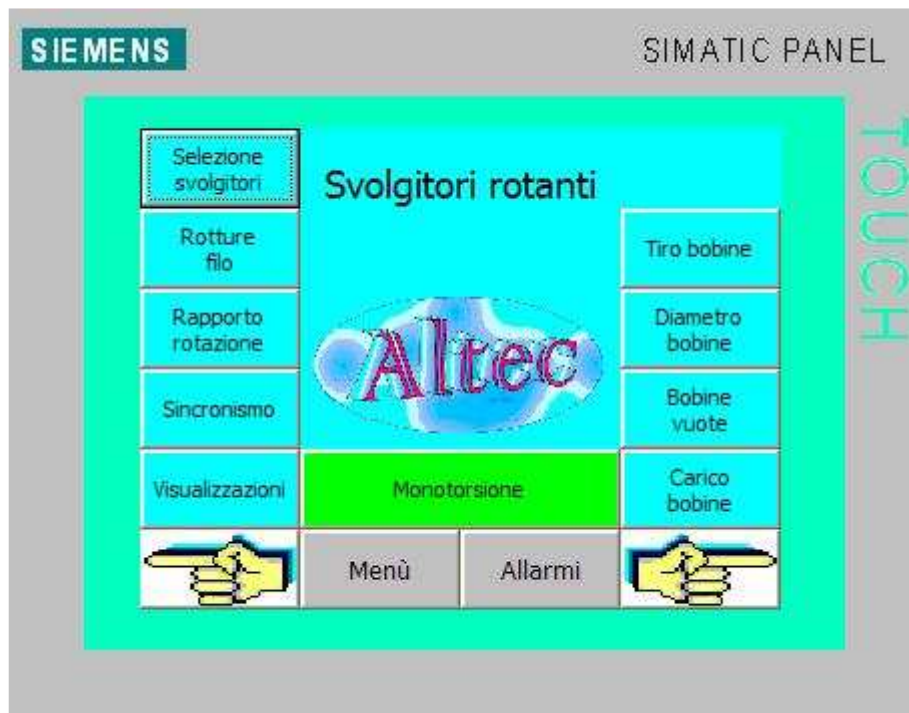 SIEMENS
SIMATIC PANEL
TOUCH
Selezione
svolgitori
Svolgitori rotanti
Rotture
filo
Tiro bobine
Rapporto
rotazione
Altec
Diametro
bobine
Sincronismo
Bobine
vuote
Visualizzazioni
Monotorsione
Carico
bobine
Menù
Allarmi